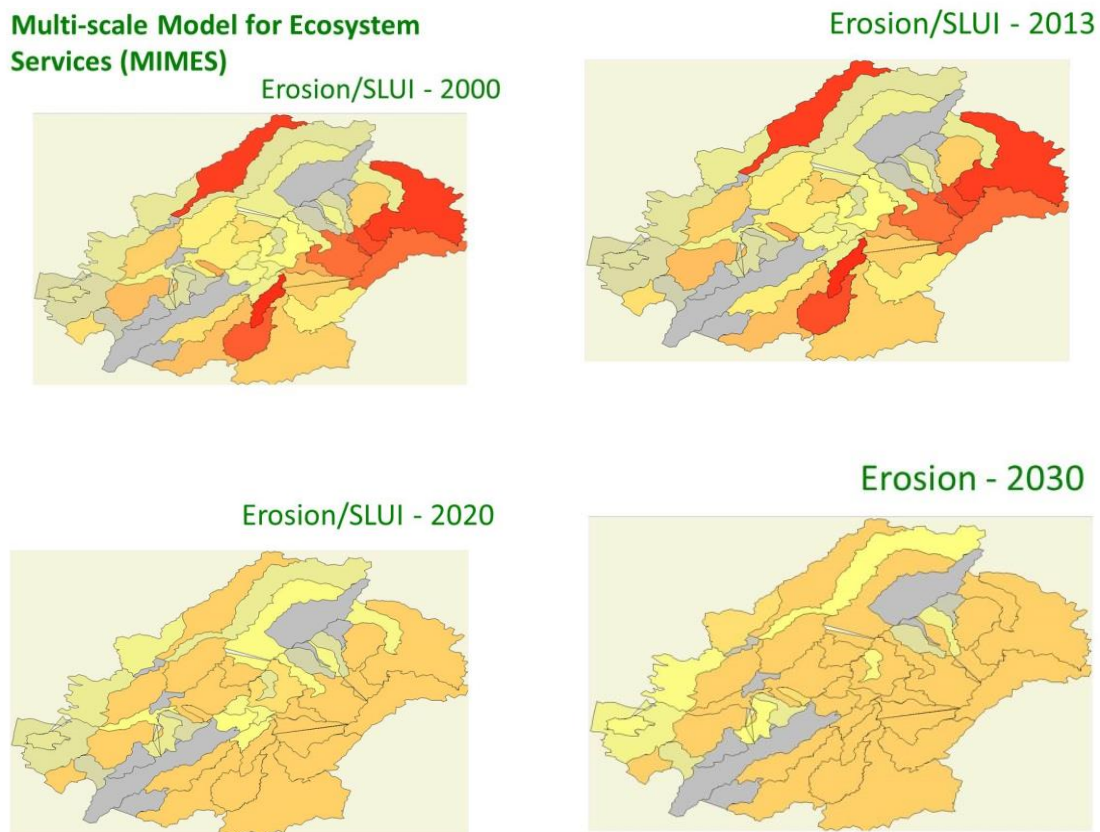 Multi-scale Model for Ecosystem
Services (MIMES)
Erosion/SLUI - 2000
Erosion/SLUI - 2013
Erosion/SLUI - 2020
Erosion - 2030